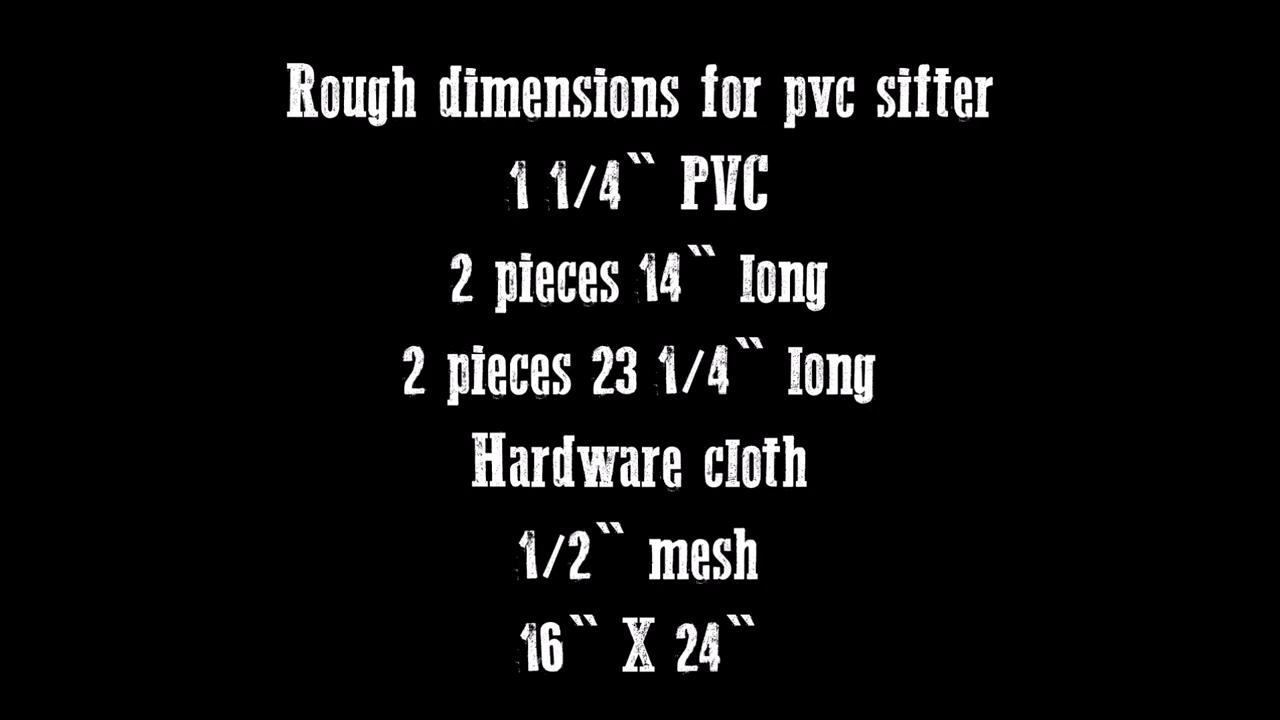 Rough dimensions for pvc sifter
1 1/4" PVC
2 pieces 14" long
2 pieces 23 1/4" long
Hardware cloth
1/2" mesh
16" X 24"